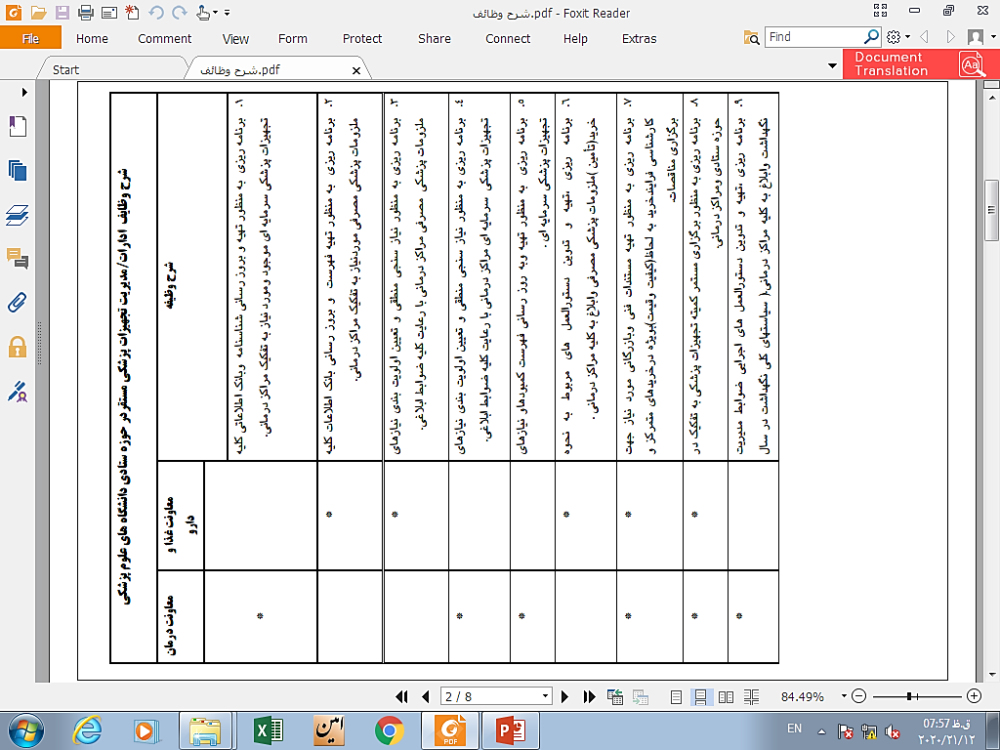 شرح وظائف.pdf - Foxit Reader
File
Home
Comment
View
Form
Protect
Share
Connect
Help
Extras
Find
Start
شرح وظائف.pdf
Document
Translation
شرح وظایف ادارات/مدیریت تجهیزات پزشکی مستقردر حوزه ستادی دانشگاه های علوم پزشکی
شرح وظیفه
معاونت غذا و
دارو
معاونت درمان
۱. برنامه ریزی به منظور تهیه و بروز رسانی شناسنامه وبانک اطلاعاتی کلیه
تجهیزات پزشکی سرمایه ای موجود ومورد نیاز به تفکیک مراکز درمانی.
*
۲. برنامه ریزی به منظور تهیه فهرست و بروز رسانی بانک اطلاعات کلیه
ملزومات پزشکی مصرفی موردنیاز به تفکیک مراکز درمانی.
*
۳. برنامه ریزی به منظور نیاز سنجی منطقی و تعیین اولویت بندی نیازهای
ملزومات پزشکی مصرفی مراکز درمانی با رعایت کلیه ضوابط ابلاغی.
*
۴. برنامه ریزی به منظور نیاز سنجی منطقی و تعیین اولویت بندی نیازهای
تجهیزات پزشکی سرمایه ای مراکز درمانی با رعایت کلیه ضوابط ابلاغی.
*
۵. برنامه ریزی به منظور تهیه وبه روز رسانی فهرست کمبودها و نیازهای
تجهیزات پزشکی سرمایه ای .
*
۶. برنامه ریزی ،تهیه و تدوین دستورالعمل های مربوط به نحوه
خرید(تأمین )ملزومات پزشکی مصرفی وابلاغ به کلیه مراکز درمانی .
*
۷. برنامه ریزی به منظور تهیه مستندات فنی وبازرگانی مورد نیاز جهت
کارشناسی فرایندخرید به لحاظ(کیفیت وقیمت)بویژه درخریدهای متمرکز و
برگزاری مناقصات.
*
*
۸. برنامه ریزی به منظور برگزاری مستمر کمیته تجهیزات پزشکی به تفکیک در
حوزه ستادی ومراکز درمانی.
*
*
۹. برنامه ریزی ،تهیه و تدوین دستورالعمل های اجرایی ضوابط مدیریت
نگهداشت وابلاغ به کلیه مراکز درمانی.( سیاستهای کلی نگهداشت در سال
*
2 / 8
84.49%
امین
PDF
EN
07:57 ق.ظ
۲۰۲۰/۲۱/۱۲